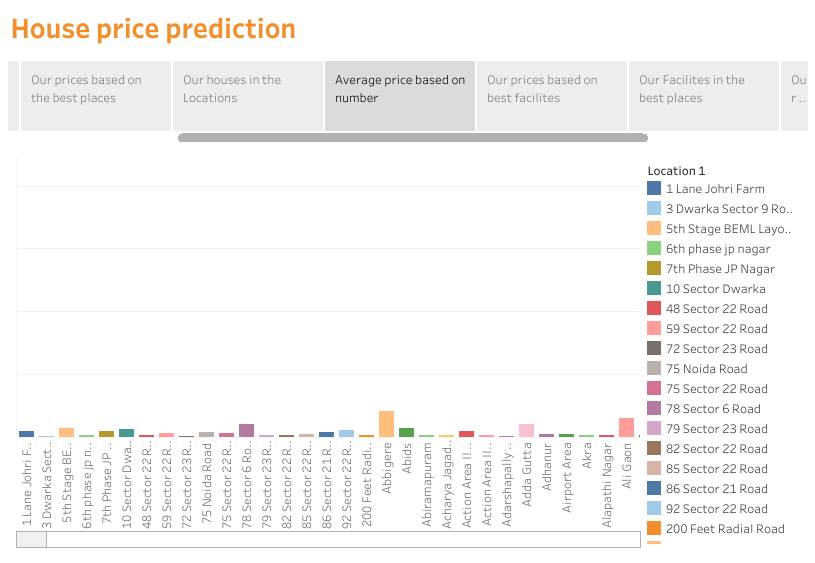 House price prediction
Our prices based on
the best places
Our houses in the
Locations
Average price based on
number
Our prices based on
best facilites
Our Facilites in the
best places
Ou
r ..
Location 1
1 Lane Johri Farm
3 Dwarka Sector 9 Ro..
5th Stage BEML Layo..
6th phase jp nagar
7th Phase JP Nagar
10 Sector Dwarka
48 Sector 22 Road
59 Sector 22 Road
72 Sector 23 Road
75 Noida Road
75 Sector 22 Road
78 Sector 6 Road
79 Sector 23 Road
82 Sector 22 Road
85 Sector 22 Road
86 Sector 21 Road
92 Sector 22 Road
200 Feet Radial Road
1 Lane Johri F..
3 Dwarka Sect..
5th Stage BE..
6th phase jp n..
7th Phase JP ..
10 Sector Dwa..
48 Sector 22 R..
59 Sector 22 R..
72 Sector 23 R..
75 Noida Road
75 Sector 22 R..
78 Sector 6 Ro..
79 Sector 23 R..
82 Sector 22 R..
85 Sector 22 R..
86 Sector 21 R..
92 Sector 22 R..
200 Feet Radi..
Abbigere
Abids
Abiramapuram
Acharya Jagad..
Action Area II..
Action Area II..
Adarshapally ..
Adda Gutta
Adhanur
Airport Area
Akra
Alapathi Nagar
Ali Gaon